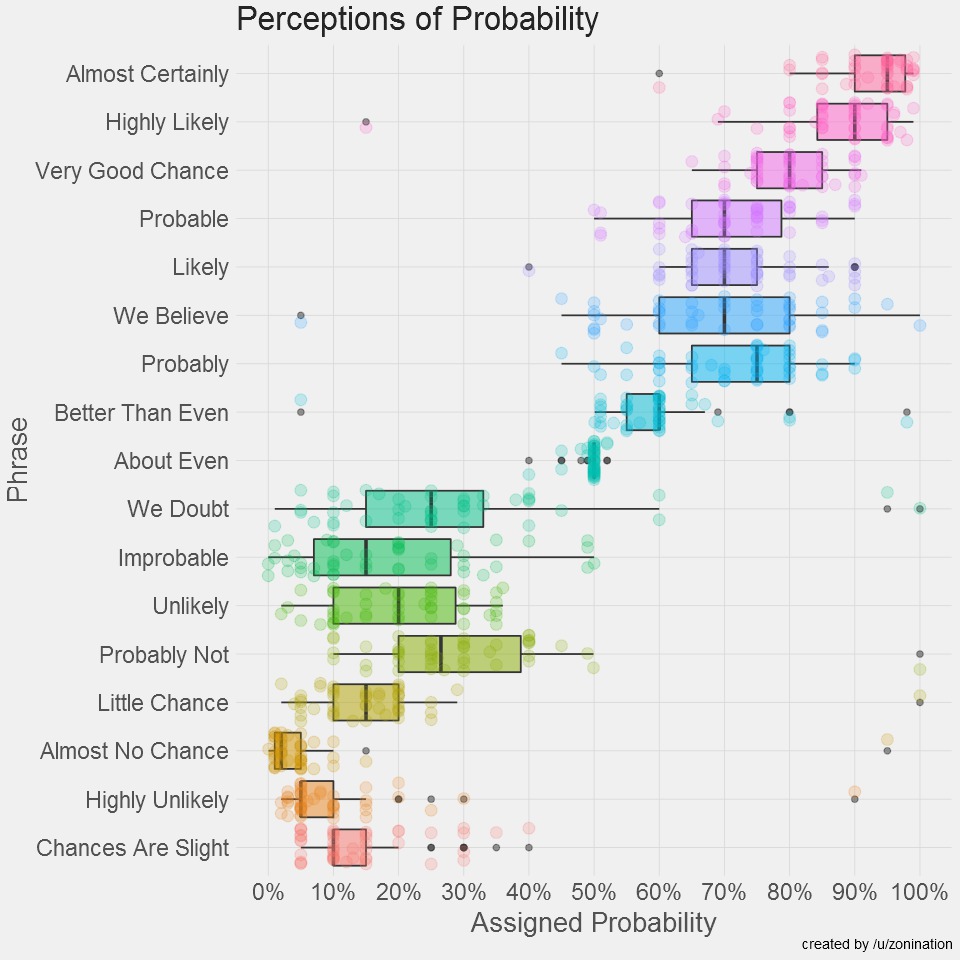 Perceptions of Probability
Almost Certainly
Highly Likely
Very Good Chance
Probable
Likely
We Believe
Probably
Better Than Even
About Even
We Doubt
Improbable
Unlikely
Probably Not
Little Chance
Almost No Chance
Highly Unlikely
Chances Are Slight
Phrase
0% 10% 20% 30% 40% 50% 60% 70% 80% 90% 100%
Assigned Probability
created by /u/zonination